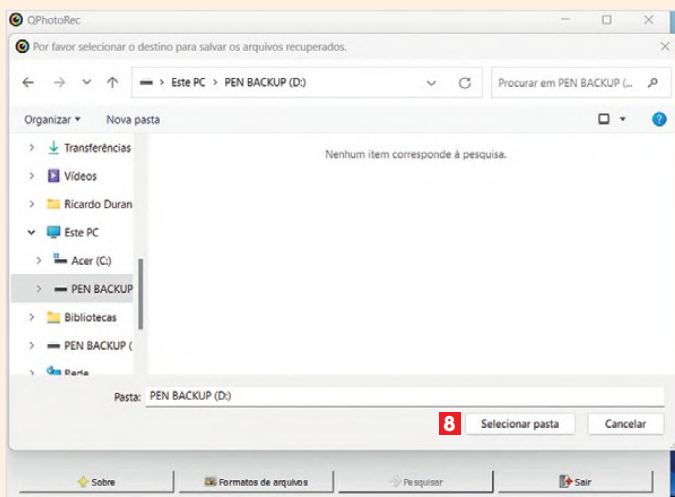 QPhotoRec
Por favor selecionar o destino para salvar os arquivos recuperados.
Este PC > PEN BACKUP (D:)
Procurar em PEN BACKUP (...
Organizar Nova pasta
Transferências
Nenhum item corresponde à pesquisa.
Vídeos
Ricardo Duran
Este PC
Acer (C:)
PEN BACKUP
Bibliotecas
PEN BACKUP (
Rede
Pasta: PEN BACKUP (D:)
8 Selecionar pasta Cancelar
Sobre Formatos de arquivos Pesquisar Sair